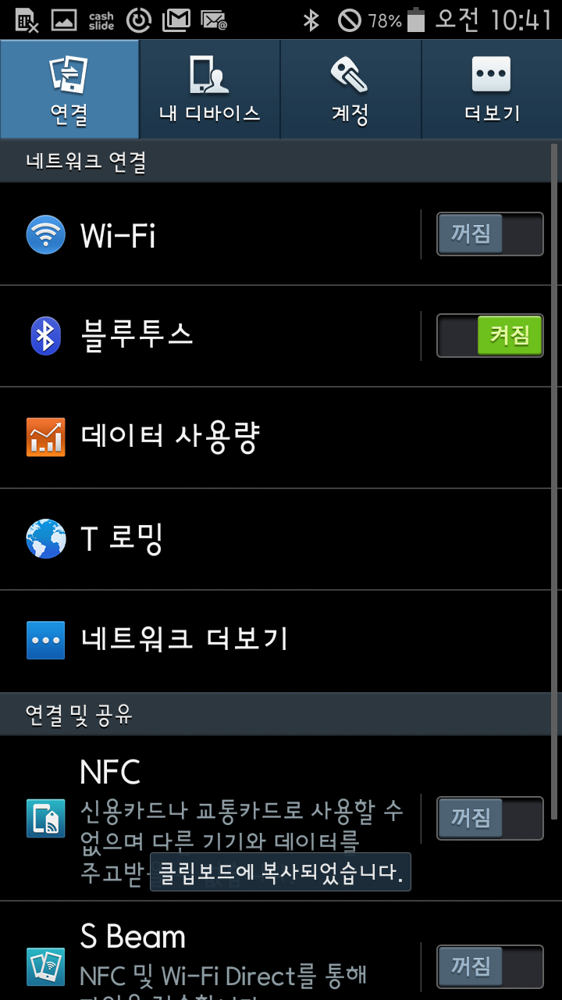 cash
slide
78% 오전 10:41
연결 내 디바이스 계정 더보기
네트워크 연결
Wi-Fi 꺼짐
블루투스 켜짐
데이터 사용량
T 로밍
네트워크 더보기
연결 및 공유
NFC
신용카드나 교통카드로 사용할 수
없으며 다른 기기와 데이터를
꺼짐
주고받
클립보드에 복사되었습니다.
S Beam
NFC 및 Wi-Fi Direct를 통해
꺼짐